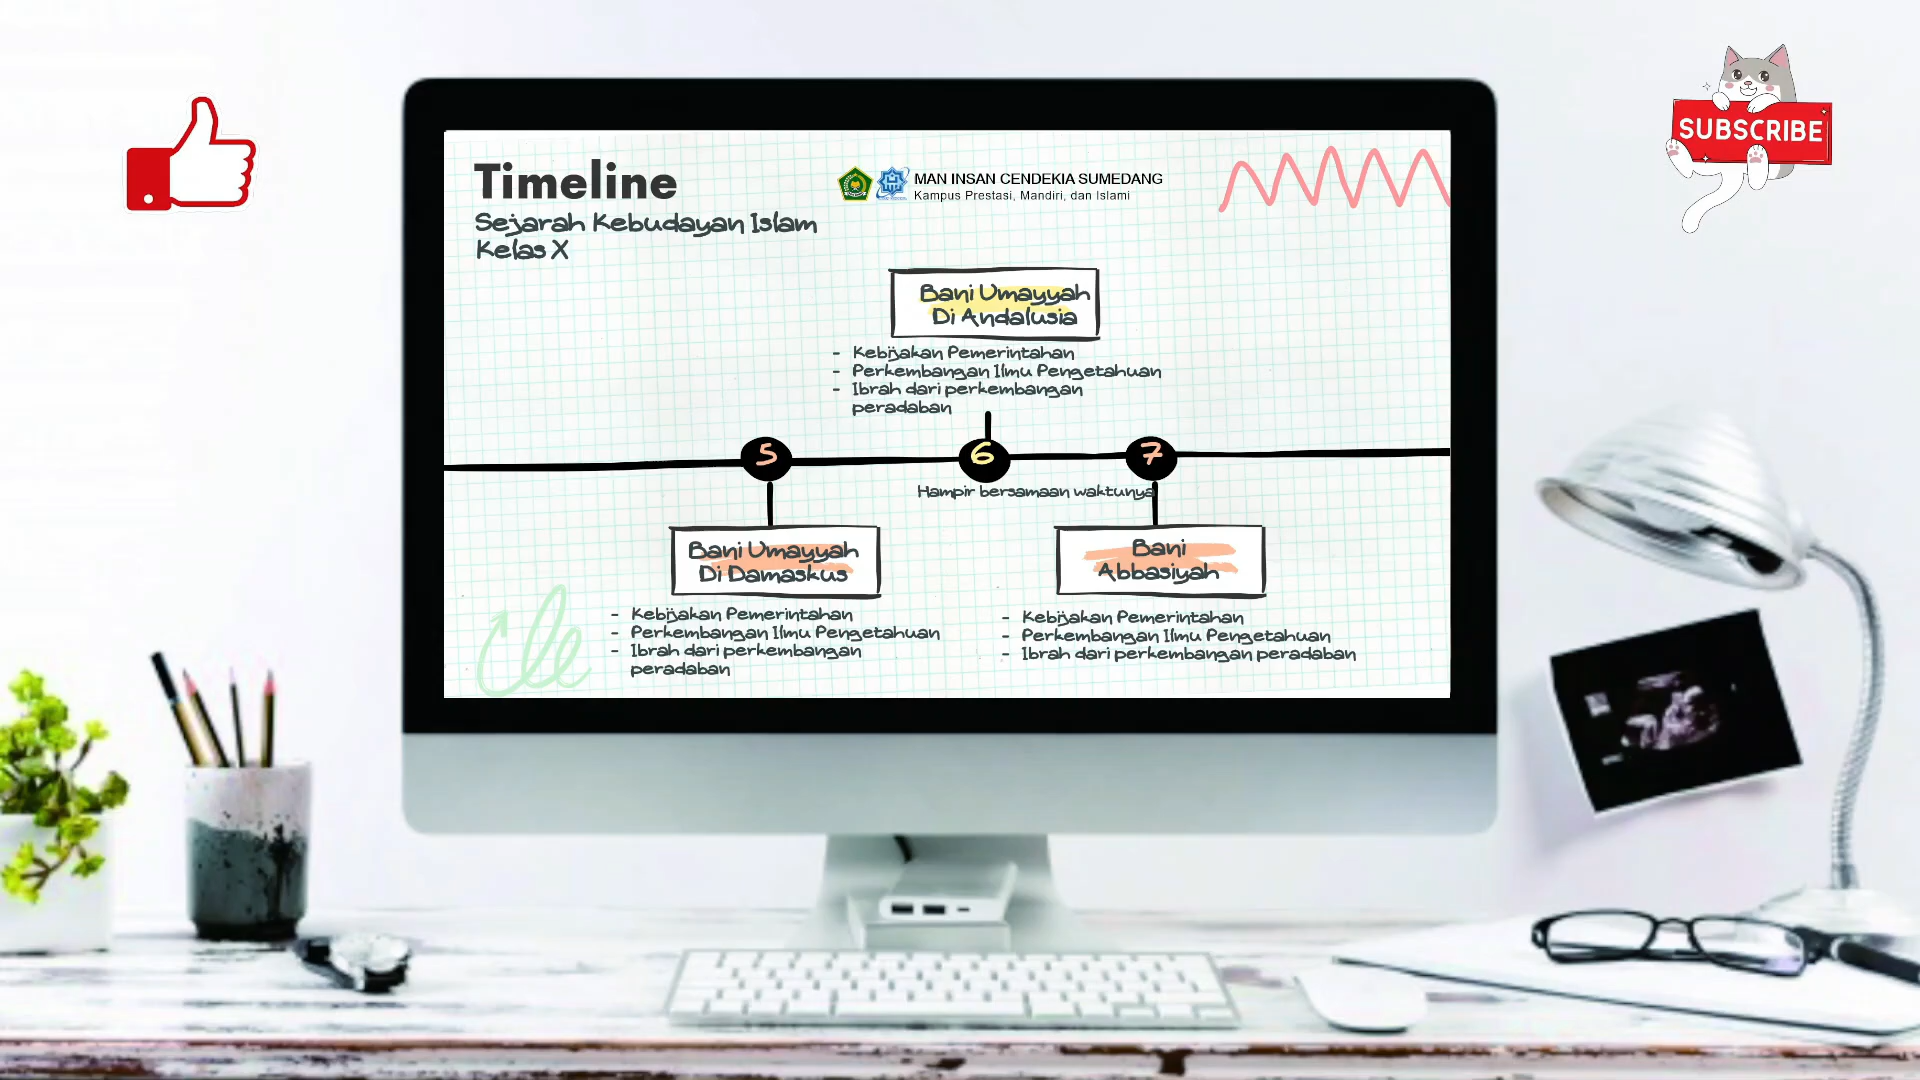 Timeline
Sejarah Kebudayan Islam
Kelas X
MAN INSAN CENDEKIA SUMEDANG
Kampus Prestasi, Mandiri, dan Islami
SUBSCRIBE
Bani Umayyah
Di Andalusia
- Kebijakan Pemerintahan
- Perkembangan Ilmu Pengetahuan
- Ibrah dari perkembangan
peradaban
5
6
7
Hampir bersamaan waktunya
Bani Umayyah
Di Damaskus
- Kebijakan Pemerintahan
- Perkembangan Ilmu Pengetahuan
- Ibrah dari perkembangan
peradaban
Bani
Abbasiyah
- Kebijakan Pemerintahan
- Perkembangan Ilmu Pengetahuan
- Ibrah dari perkembangan peradaban